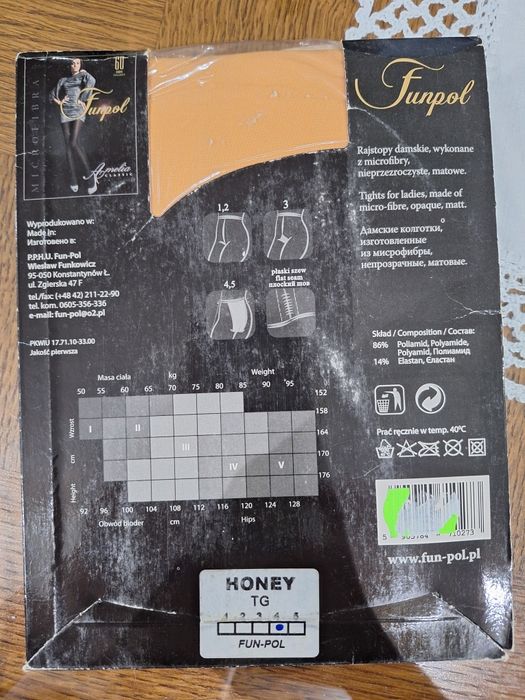 MICROFIBRA
60
Funpol
Amelia
CLASSIC
Wyprodukowano w:
Made in:
Изготовлено в:
P.P.H.U. Fun-Pol
Wiesław Funkowicz
95-050 Konstantynów Ł.
ul. Zgierska 47 F
tel./fax: (+48 42) 211-22-90
tel. kom. 0605-356-336
e-mail: fun-pol@o2.pl
PKWiU 17.71.10-33.00
Jakość pierwsza
1,2
3
4,5
płaski szew
flat seam
плоский шов
Funpol
Rajstopy damskie, wykonane
z microfibry,
nieprzezroczyste, matowe.
Tights for ladies, made of
micro-fibre, opaque, matt.
Дамские колготки,
изготовленные
из микрофибры,
непрозрачные, матовые.
Skład / Composition / Состав:
86% Poliamid, Polyamide,
Polyamid, Полиамид
14% Elastan, Єластан
Prać ręcznie w temp. 40°C
Masa ciała kg Weight
50 55 60 65 70 75 80 85 90 95
152
158
164
170
176
Wzrost
cm
Height
I II III IV V
92 96 100 104 108 112 116 120 124 128
Obwód bioder cm Hips
710273
www.fun-pol.pl
HONEY
TG
1 2 3 4 5
FUN-POL